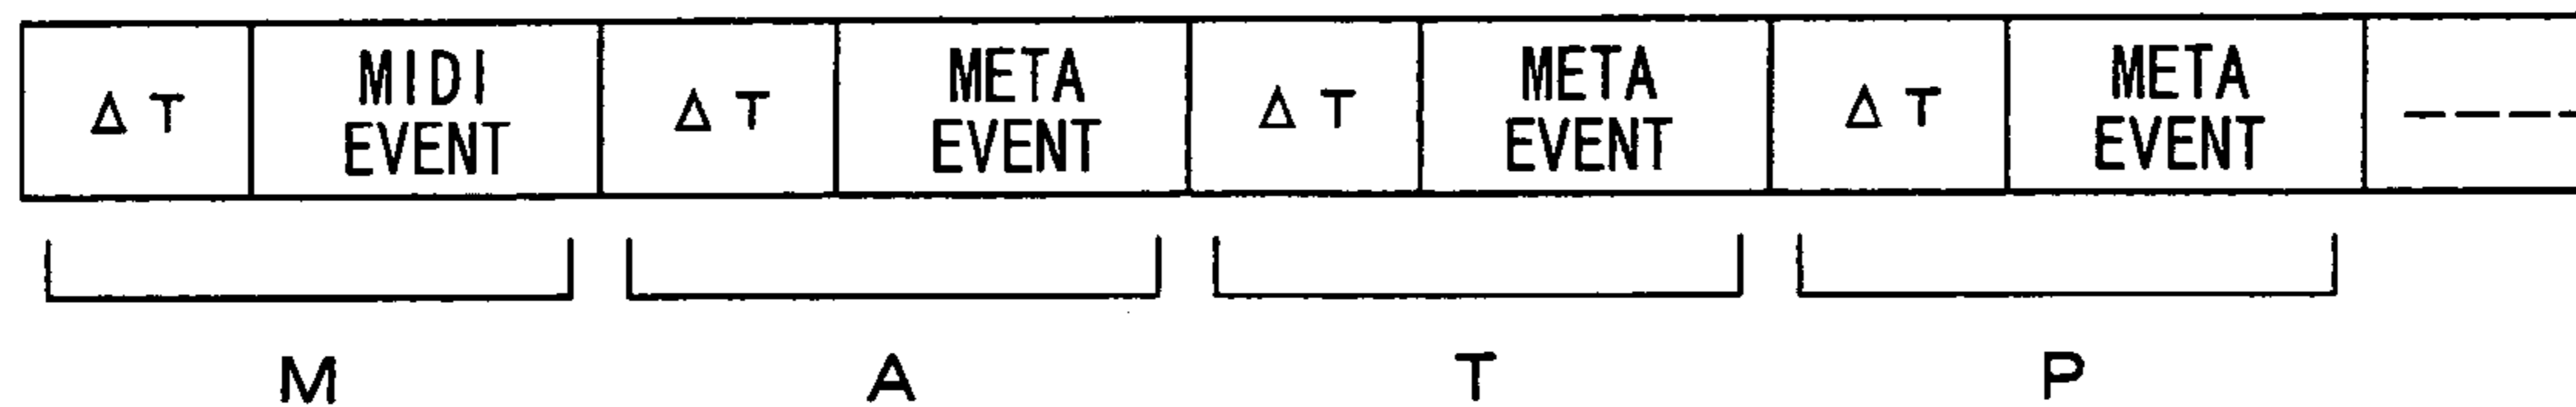 Δ T MIDI EVENT Δ T META EVENT Δ T META EVENT Δ T META EVENT ----
M A T P